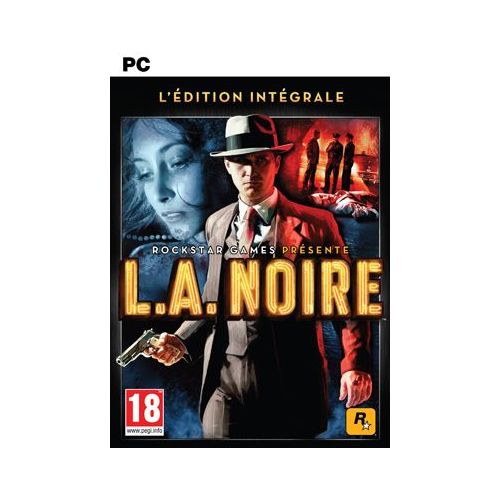 PC
L'ÉDITION INTÉGRALE
ROCKSTAR GAMES PRÉSENTE
L.A. NOIRE
18
www.pegi.info
R